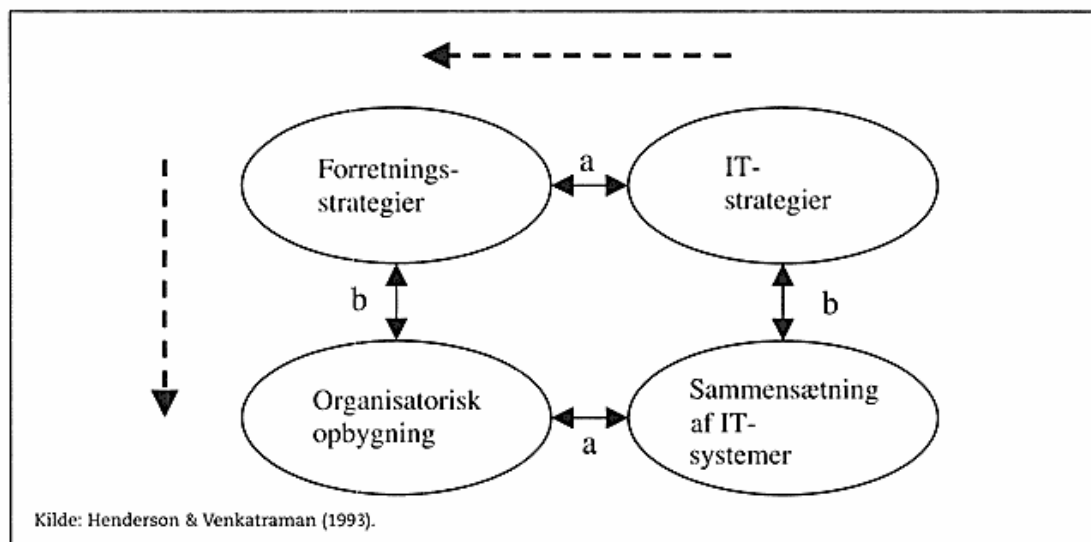 Forretnings-
strategier
a
IT-
strategier
b
b
Organisatorisk
opbygning
a
Sammensætning
af IT-
systemer
Kilde: Henderson & Venkatraman (1993).